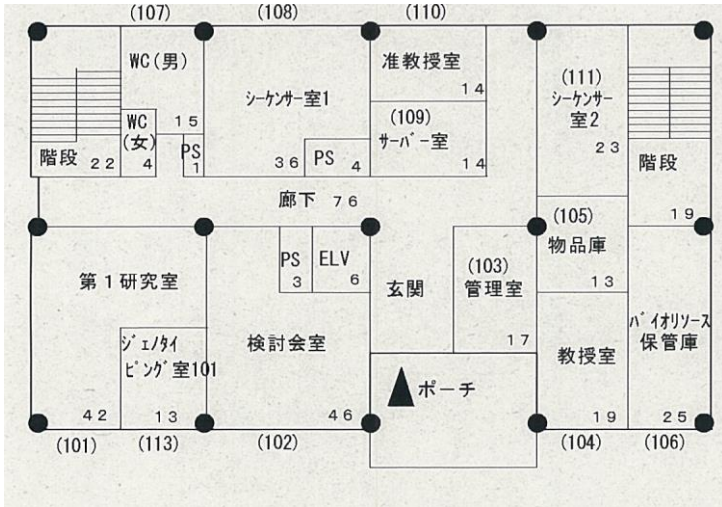 (107)
(108)
(110)
WC(男)
15
WC
(女)
4
PS
1
階段
22
シーケンサー室1
36
PS
4
准教授室
14
(109)
サーバー室
14
(111)
シーケンサー
室2
23
階段
19
廊下 76
第1研究室
42
ジェノタイ
ピング室101
13
PS
3
ELV
6
検討会室
46
玄関
(103)
管理室
17
(105)
物品庫
13
教授室
19
バイオリソース
保管庫
25
ポーチ
(101)
(113)
(102)
(104)
(106)